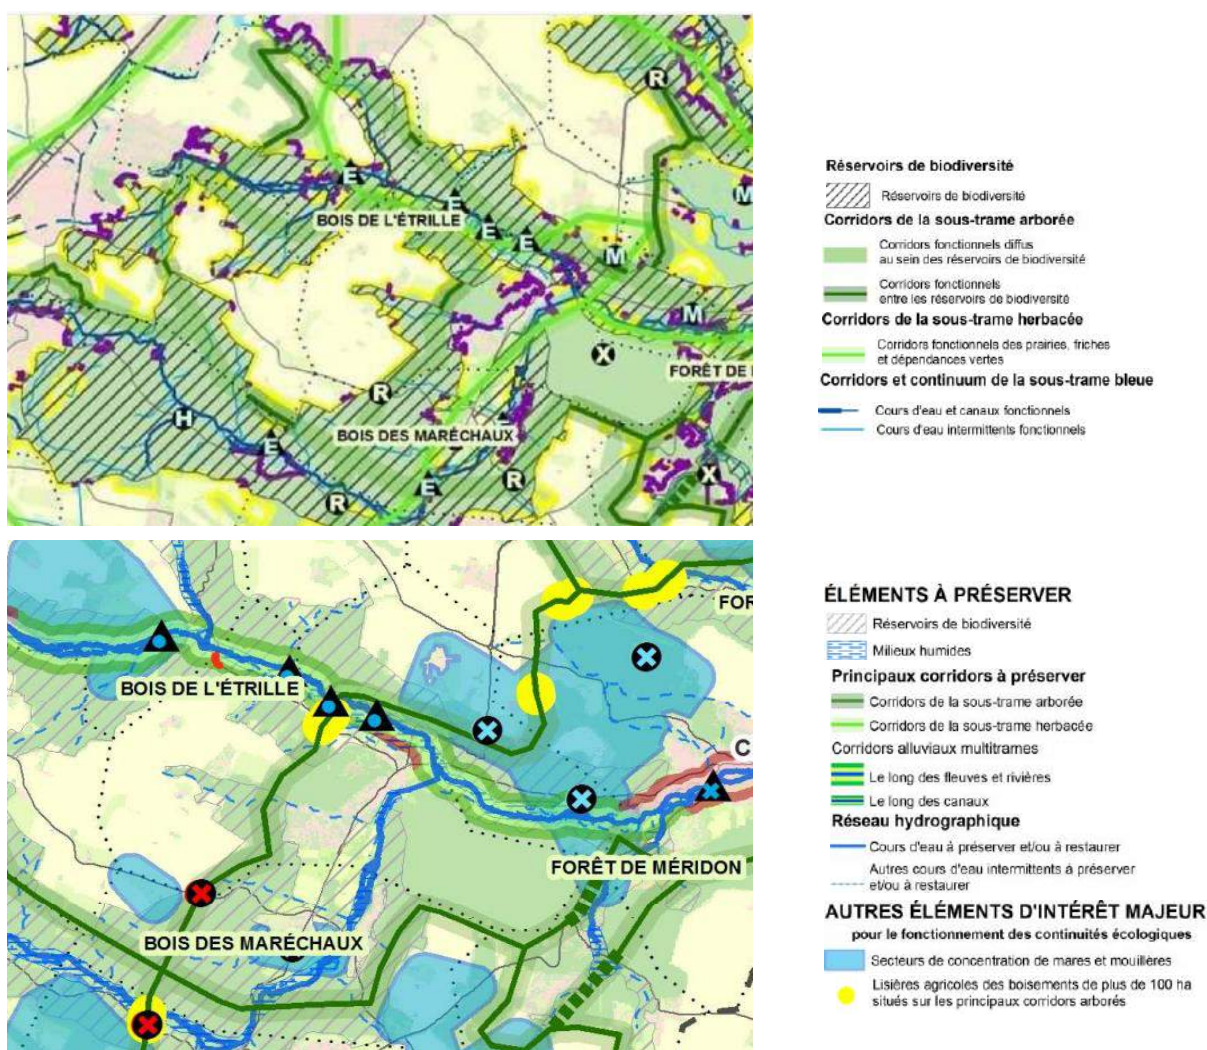 R
M
E
BOIS DE L'ÉTRILLE
E
E
E
M
M
X
FORÊT DE
R
H
BOIS DES MARÉCHAUX
E
R
E
R
X
Réservoirs de biodiversité
Réservoirs de biodiversité
Corridors de la sous-trame arborée
Corridors fonctionnels diffus
au sein des réservoirs de biodiversité
Corridors fonctionnels
entre les réservoirs de biodiversité
Corridors de la sous-trame herbacée
Corridors fonctionnels des prairies, friches
et dépendances vertes
Corridors et continuum de la sous-trame bleue
Cours d'eau et canaux fonctionnels
Cours d'eau intermittents fonctionnels
FOR
BOIS DE L'ÉTRILLE
C
FORÊT DE MÉRIDON
BOIS DES MARÉCHAUX
ÉLÉMENTS À PRÉSERVER
Réservoirs de biodiversité
Milieux humides
Principaux corridors à préserver
Corridors de la sous-trame arborée
Corridors de la sous-trame herbacée
Corridors alluviaux multitrames
Le long des fleuves et rivières
Le long des canaux
Réseau hydrographique
Cours d'eau à préserver et/ou à restaurer
Autres cours d'eau intermittents à préserver
et/ou à restaurer
AUTRES ÉLÉMENTS D'INTÉRÊT MAJEUR
pour le fonctionnement des continuités écologiques
Secteurs de concentration de mares et mouillères
Lisières agricoles des boisements de plus de 100 ha
situés sur les principaux corridors arborés